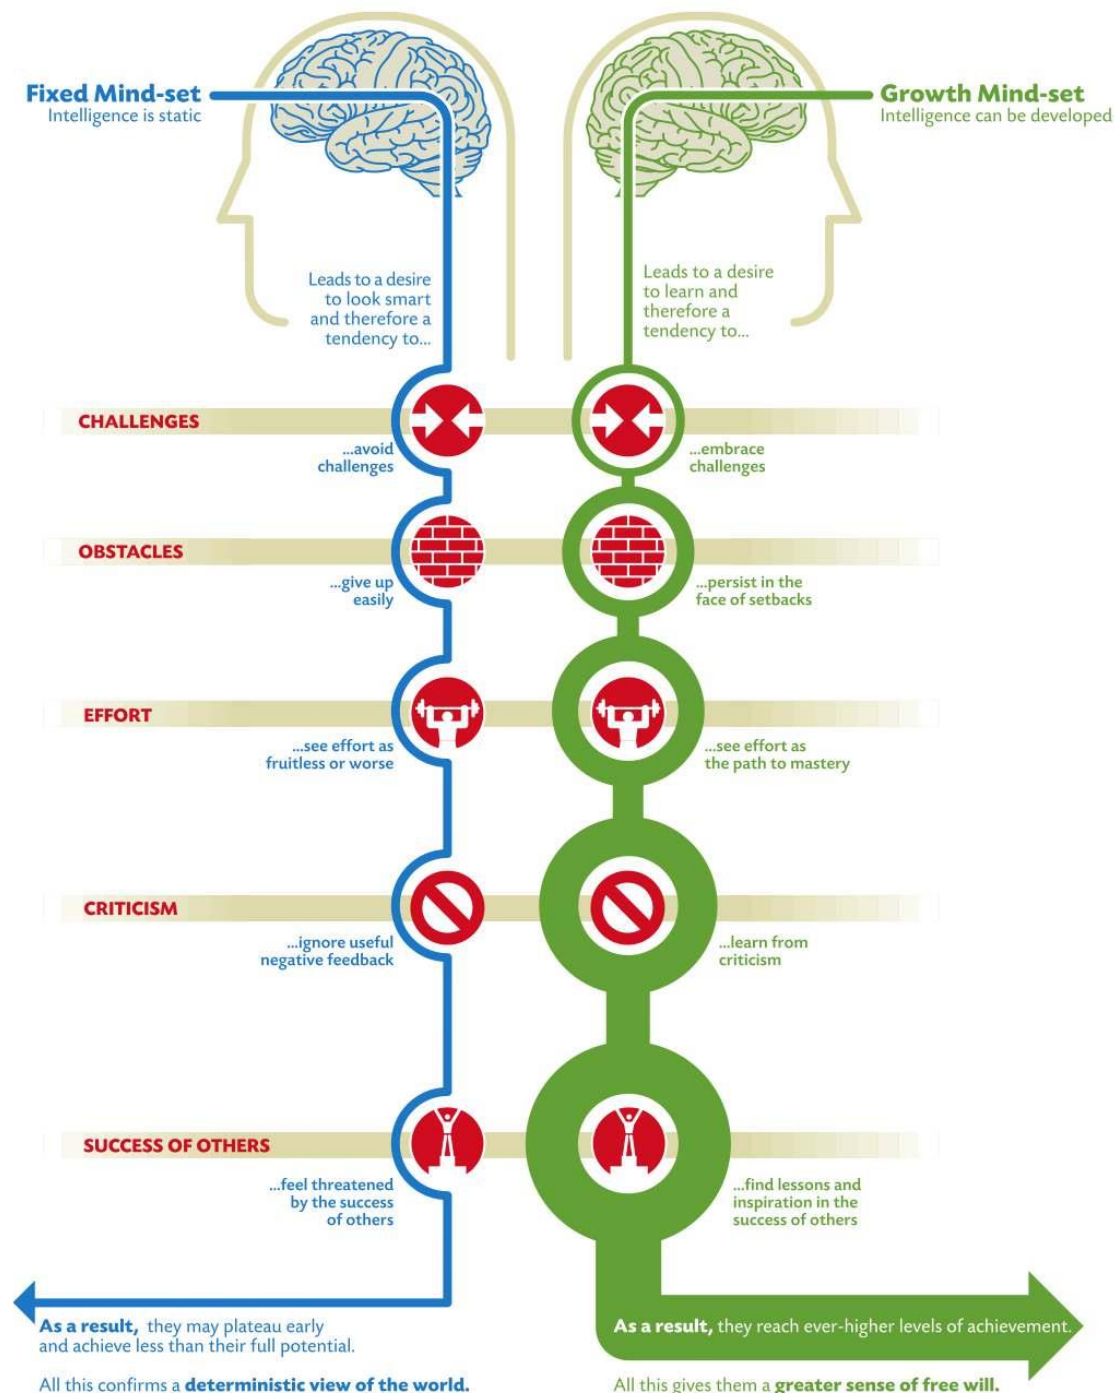 Fixed Mind-set
Intelligence is static
Growth Mind-set
Intelligence can be developed
Leads to a desire
to look smart
and therefore a
tendency to...
Leads to a desire
to learn and
therefore a
tendency to...
CHALLENGES
...avoid
challenges
...embrace
challenges
OBSTACLES
...give up
easily
...persist in the
face of setbacks
EFFORT
...see effort as
fruitless or worse
...see effort as
the path to mastery
CRITICISM
...ignore useful
negative feedback
...learn from
criticism
SUCCESS OF OTHERS
...feel threatened
by the success
of others
...find lessons and
inspiration in the
success of others
As a result, they may plateau early
and achieve less than their full potential.
All this confirms a deterministic view of the world.
As a result, they reach ever-higher levels of achievement.
All this gives them a greater sense of free will.